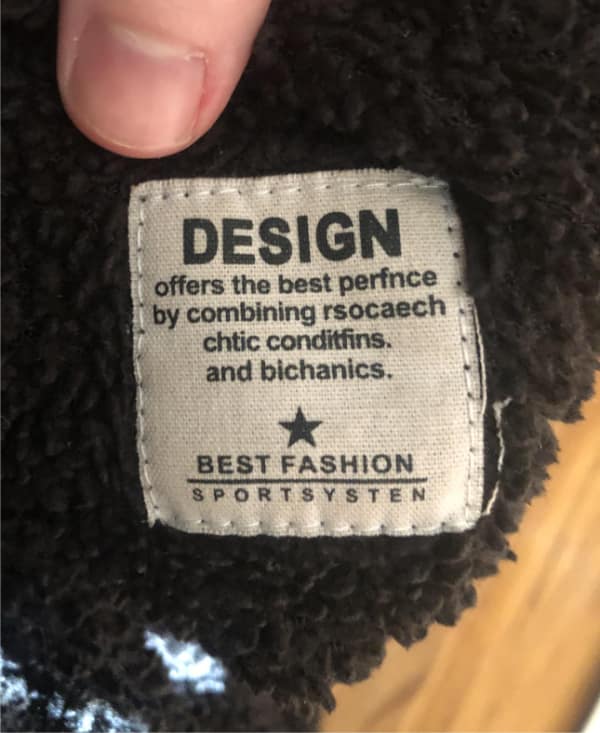 DESIGN
offers the best perfnce
by combining rsocaech
chtic conditfins.
and bichanics.
BEST FASHION
SPORTSYSTEN